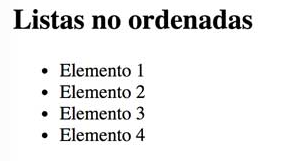 Listas no ordenadas
• Elemento 1
• Elemento 2
• Elemento 3
• Elemento 4